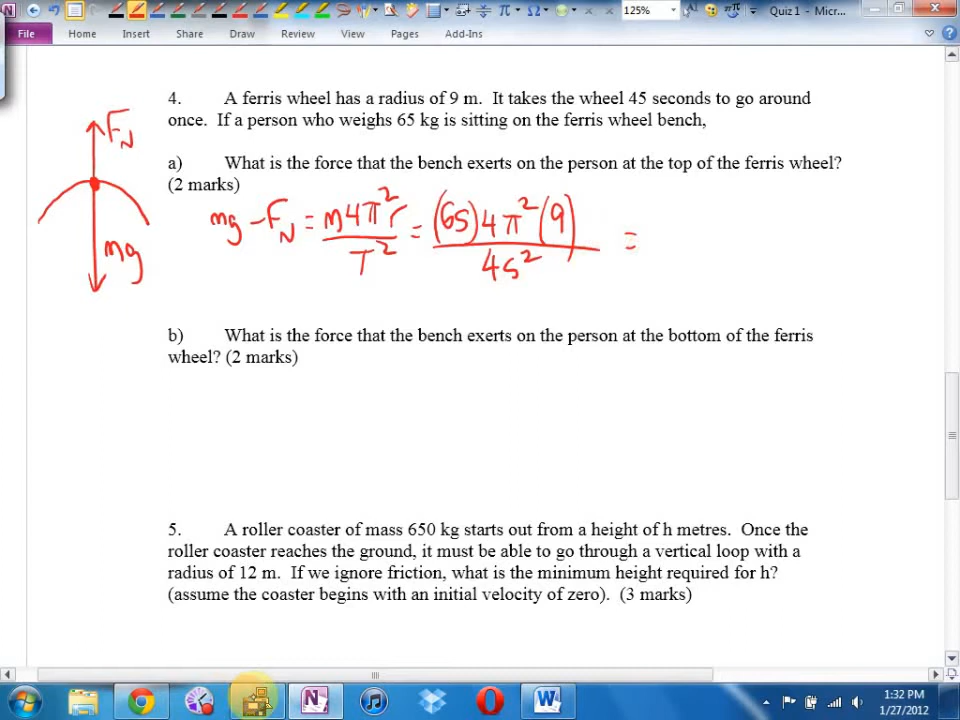 125%
Quiz1 - Micr...
File Home Insert Share Draw Review View Pages Add-Ins
4. A ferris wheel has a radius of 9 m. It takes the wheel 45 seconds to go around
once. If a person who weighs 65 kg is sitting on the ferris wheel bench,
a) What is the force that the bench exerts on the person at the top of the ferris wheel?
(2 marks)
F_N
mg
mg - F_N = m4π²r / T² = (65)4π²(9) / 45² =
b) What is the force that the bench exerts on the person at the bottom of the ferris
wheel? (2 marks)
5. A roller coaster of mass 650 kg starts out from a height of h metres. Once the
roller coaster reaches the ground, it must be able to go through a vertical loop with a
radius of 12 m. If we ignore friction, what is the minimum height required for h?
(assume the coaster begins with an initial velocity of zero). (3 marks)
1:32 PM
1/27/2012